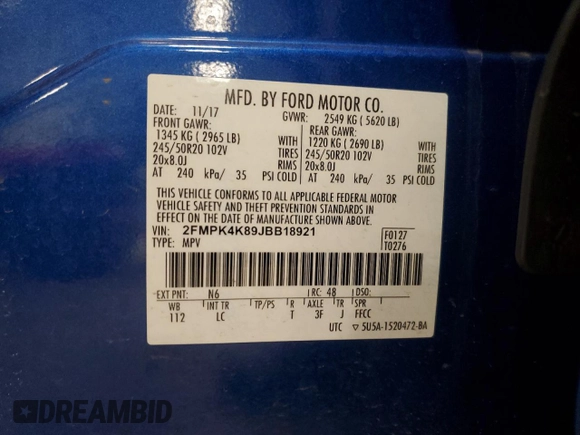 MFD. BY FORD MOTOR CO.
DATE: 11/17 GVWR: 2549 KG ( 5620 LB)
FRONT GAWR: REAR GAWR:
1345 KG ( 2965 LB) WITH 1220 KG ( 2690 LB) WITH
245/50R20 102V TIRES 245/50R20 102V TIRES
20x8.0J RIMS 20x8.0J RIMS
AT 240 kPa/ 35 PSI COLD AT 240 kPa/ 35 PSI COLD
THIS VEHICLE CONFORMS TO ALL APPLICABLE FEDERAL MOTOR
VEHICLE SAFETY AND THEFT PREVENTION STANDARDS IN
EFFECT ON THE DATE OF MANUFACTURE SHOWN ABOVE.
VIN: 2FMPK4K89JBB18921 F0127
TYPE: MPV T0276
EXT PNT: N6 RC: 48 DSO:
WB INT TR TP/PS R AXLE TR SPR
112 LC T 3F J FFCC
UTC ▽ 5U5A-1520472-BA
DREAMBID